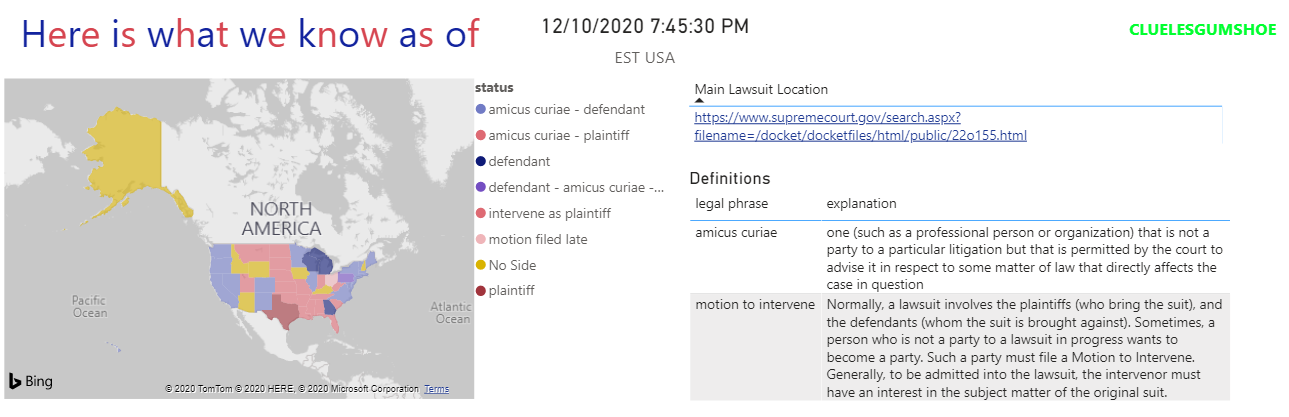 Here is what we know as of
12/10/2020 7:45:30 PM
EST USA
CLUELESGUMSHOE
NORTH
AMERICA
Pacific
Ocean
Atlantic
Ocean
Bing
© 2020 TomTom © 2020 HERE, © 2020 Microsoft Corporation Terms
status
amicus curiae - defendant
amicus curiae - plaintiff
defendant
defendant - amicus curiae -...
intervene as plaintiff
motion filed late
No Side
plaintiff
Main Lawsuit Location
https://www.supremecourt.gov/search.aspx?
filename=/docket/docketfiles/html/public/22o155.html
Definitions
legal phrase explanation
amicus curiae one (such as a professional person or organization) that is not a
party to a particular litigation but that is permitted by the court to
advise it in respect to some matter of law that directly affects the
case in question
motion to intervene Normally, a lawsuit involves the plaintiffs (who bring the suit), and
the defendants (whom the suit is brought against). Sometimes, a
person who is not a party to a lawsuit in progress wants to
become a party. Such a party must file a Motion to Intervene.
Generally, to be admitted into the lawsuit, the intervenor must
have an interest in the subject matter of the original suit.